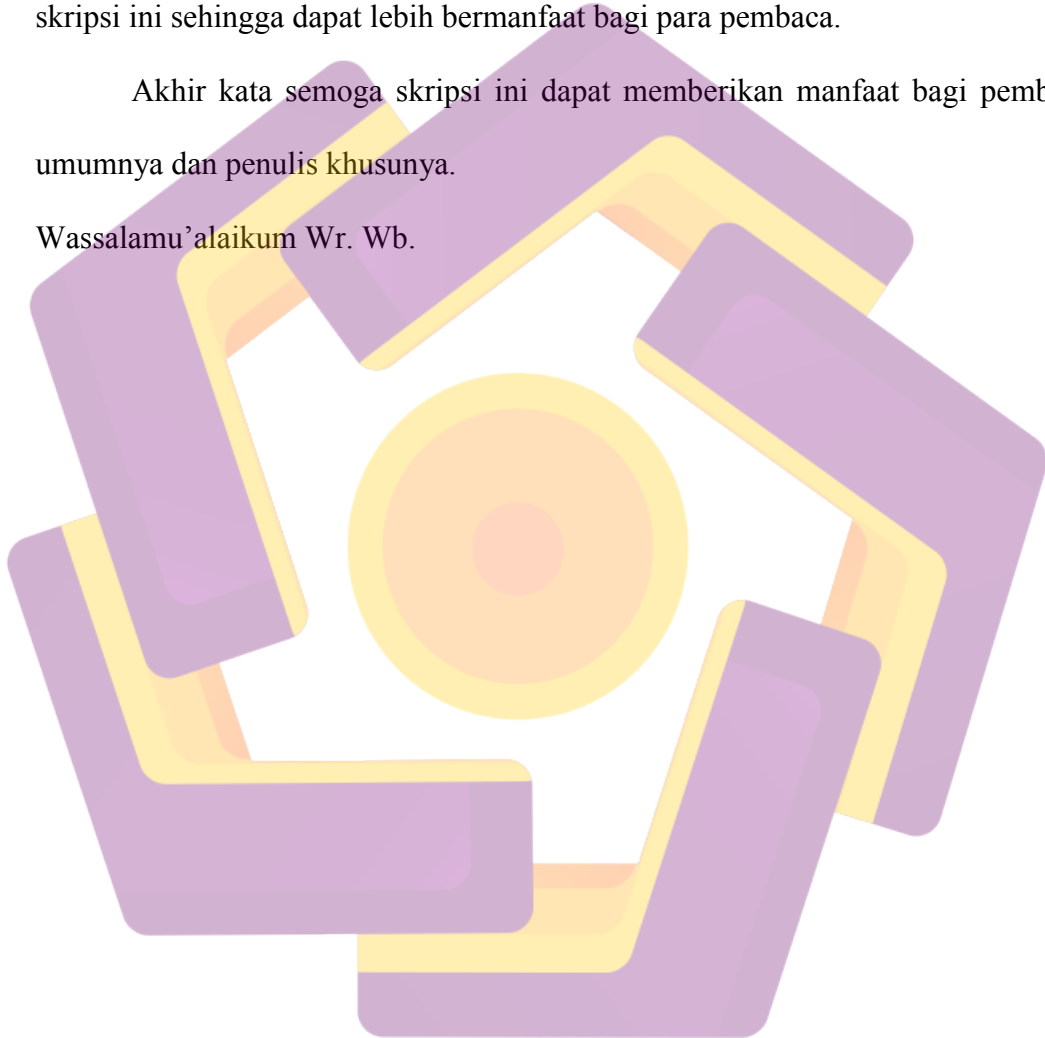 skripsi ini sehingga dapat lebih bermanfaat bagi para pembaca.
Akhir kata semoga skripsi ini dapat memberikan manfaat bagi
umumnya dan penulis khusunya.
Wassalamu’alaikum Wr. Wb.